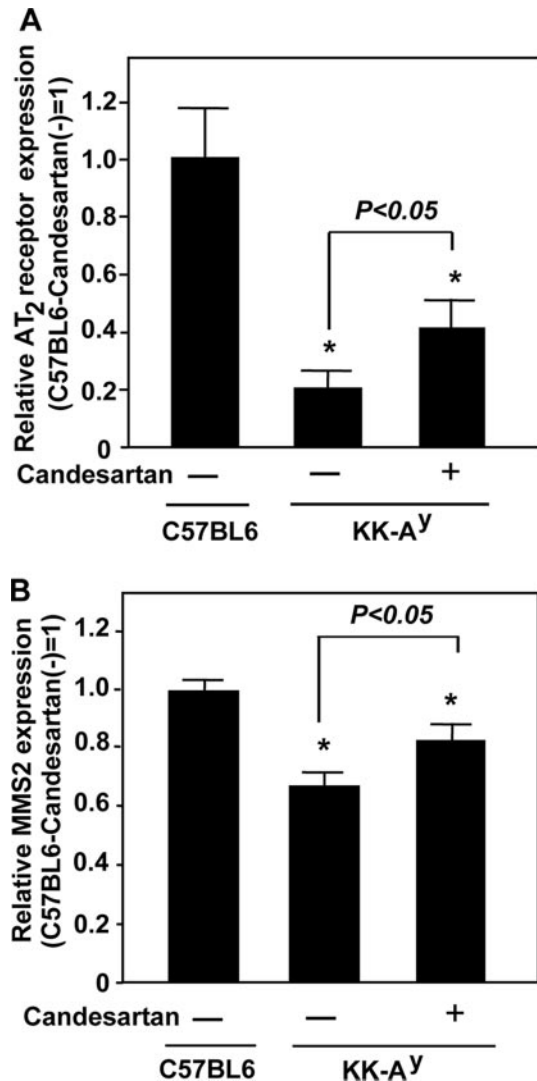 A
Relative AT2 receptor expression
(C57BL6-Candesartan(-)=1)
1.2
1.0
0.8
0.6
0.4
0.2
0
P<0.05
*
*
Candesartan — — +
C57BL6 KK-Ay
B
Relative MMS2 expression
(C57BL6-Candesartan(-)=1)
1.2
1.0
0.8
0.6
0.4
0.2
0
P<0.05
*
*
Candesartan — — +
C57BL6 KK-Ay